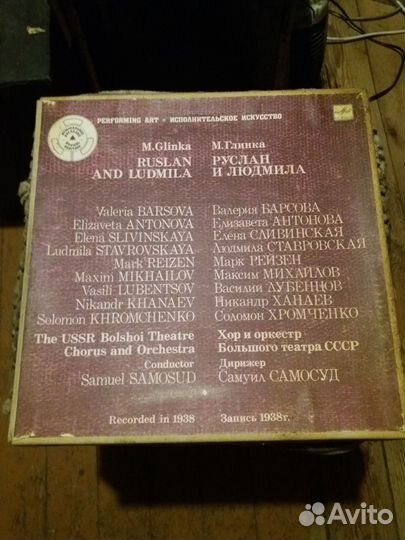 PERFORMING ART • ИСПОЛНИТЕЛЬСКОЕ ИСКУССТВО
M.Glinka
RUSLAN
AND LUDMILA
Valeria BARSOVA
Elizaveta ANTONOVA
Elena SLIVINSKAYA
Ludmila STAVROVSKAYA
Mark REIZEN
Maxim MIKHAILOV
Vasili LUBENTSOV
Nikandr KHANAEV
Solomon KHROMCHENKO
The USSR Bolshoi Theatre
Chorus and Orchestra
Conductor
Samuel SAMOSUD
Recorded in 1938
М.Глинка
РУСЛАН
И ЛЮДМИЛА
Валерия БАРСОВА
Елизавета АНТОНОВА
Елена СЛИВИНСКАЯ
Людмила СТАВРОВСКАЯ
Марк РЕЙЗЕН
Максим МИХАЙЛОВ
Василий ЛУБЕНЦОВ
Никандр ХАНАЕВ
Соломон ХРОМЧЕНКО
Хор и оркестр
Большого театра СССР
Дирижер
Самуил САМОСУД
Запись 1938г.
Avito